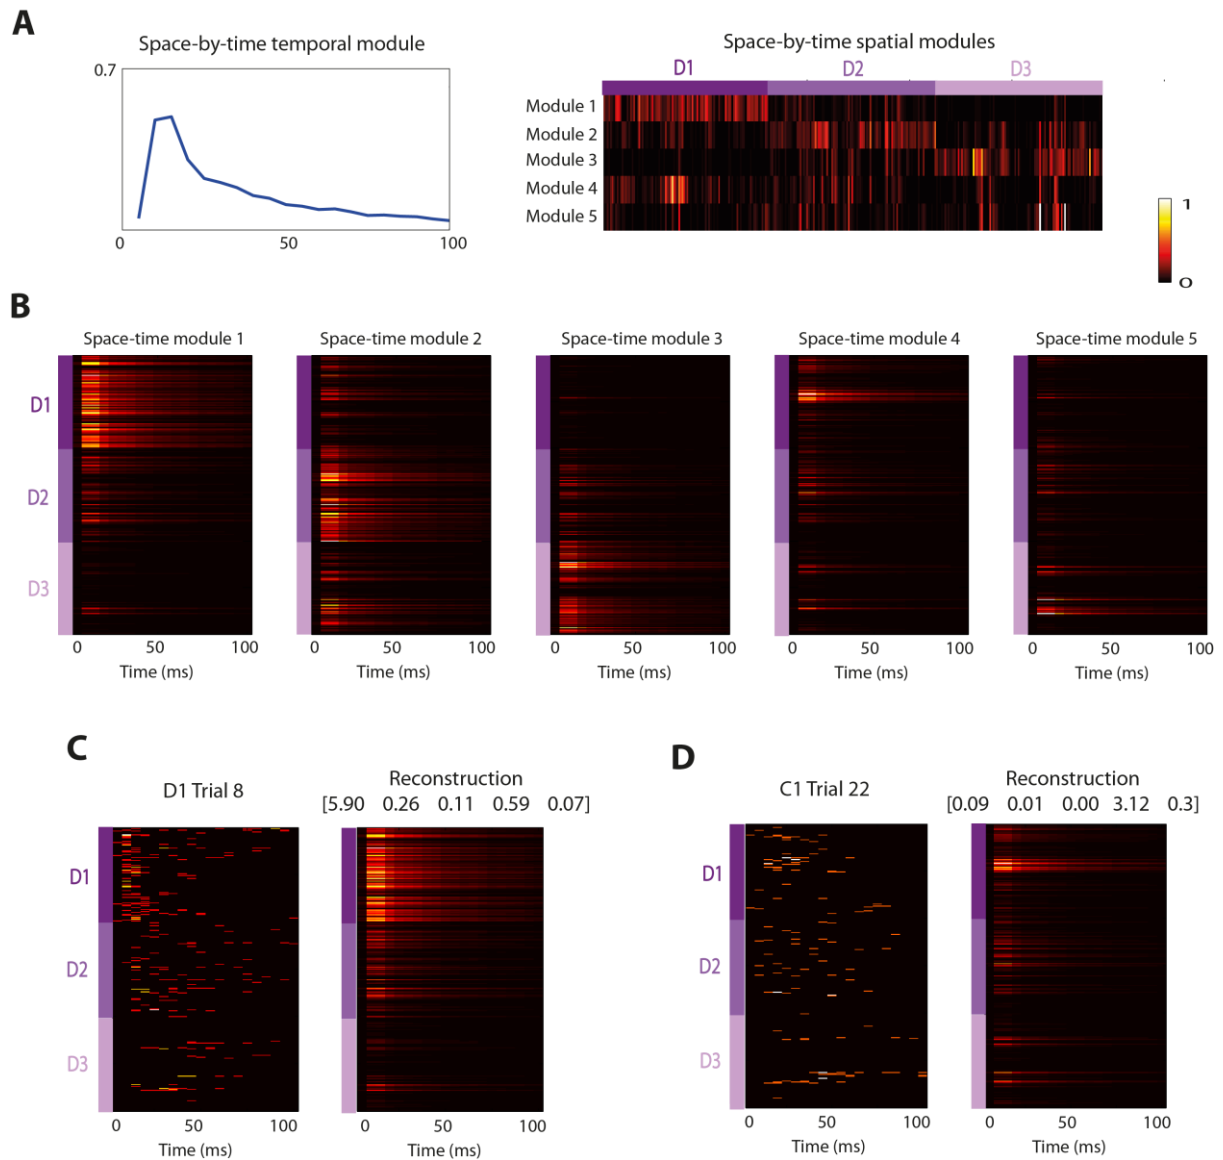 A
Space-by-time temporal module
0.7
0 50 100
Space-by-time spatial modules
D1 D2 D3
Module 1
Module 2
Module 3
Module 4
Module 5
1
0
B
Space-time module 1 Space-time module 2 Space-time module 3 Space-time module 4 Space-time module 5
D1
D2
D3
0 50 100 0 50 100 0 50 100 0 50 100 0 50 100
Time (ms) Time (ms) Time (ms) Time (ms) Time (ms)
C
D1 Trial 8
Reconstruction
[5.90 0.26 0.11 0.59 0.07]
D1
D2
D3
0 50 100 0 50 100
Time (ms) Time (ms)
D
C1 Trial 22
Reconstruction
[0.09 0.01 0.00 3.12 0.3]
D1
D2
D3
0 50 100 0 50 100
Time (ms) Time (ms)